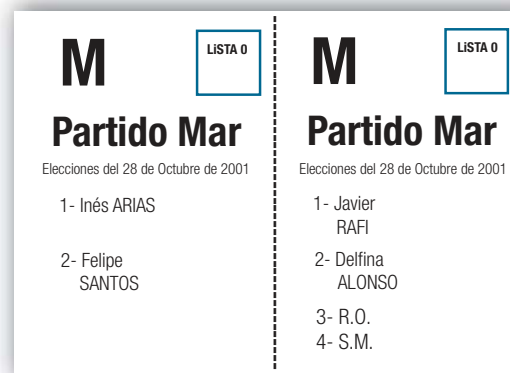 M
LiSTA 0
Partido Mar
Elecciones del 28 de Octubre de 2001
1- Inés ARIAS
2- Felipe
SANTOS
M
LiSTA 0
Partido Mar
Elecciones del 28 de Octubre de 2001
1- Javier
RAFI
2- Delfina
ALONSO
3- R.O.
4- S.M.